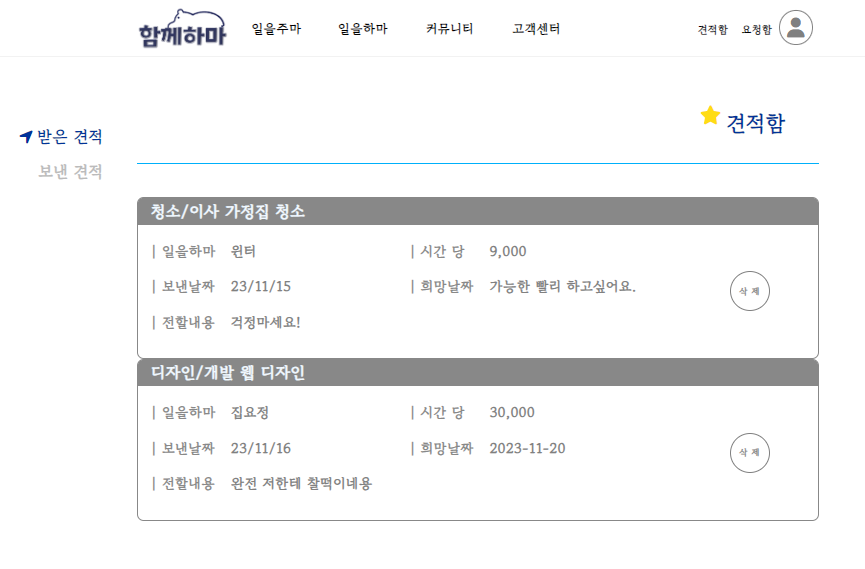 함께하마 일을주마 일을하마 커뮤니티 고객센터 견적함 요청함
받은 견적
보낸 견적
견적함
청소/이사 가정집 청소
| 일을하마 윈터 | 시간 당 9,000
| 보낸날짜 23/11/15 | 희망날짜 가능한 빨리 하고싶어요.
삭 제
| 전할내용 걱정마세요!
디자인/개발 웹 디자인
| 일을하마 집요정 | 시간 당 30,000
| 보낸날짜 23/11/16 | 희망날짜 2023-11-20
삭 제
| 전할내용 완전 저한테 찰떡이네용